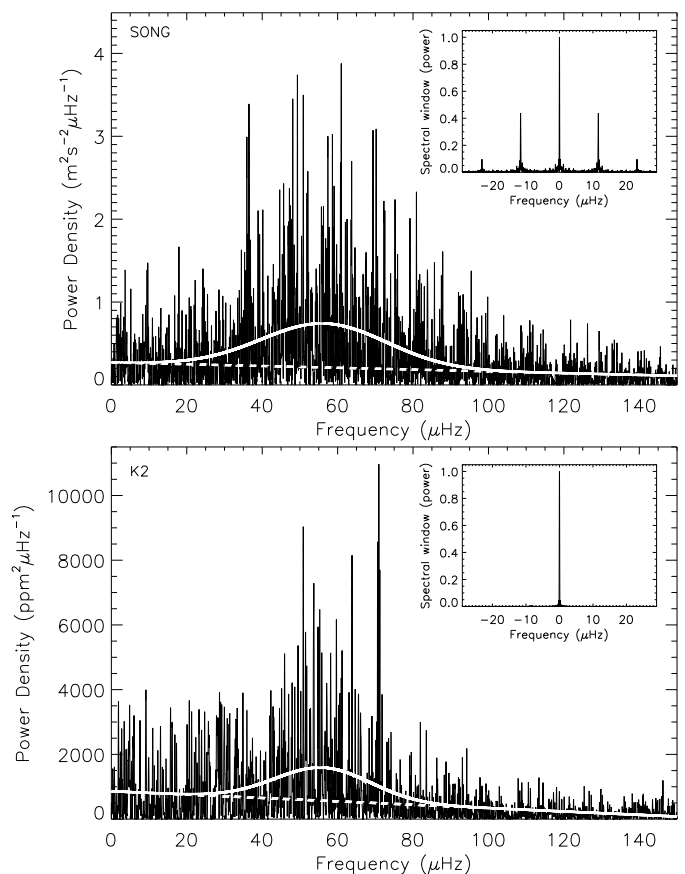 SONG
Power Density (m²s⁻²μHz⁻¹)
4
3
2
1
0
0 20 40 60 80 100 120 140
Frequency (μHz)
Spectral window (power)
1.0
0.8
0.6
0.4
0.2
0.0
−20 −10 0 10 20
Frequency (μHz)
K2
Power Density (ppm²μHz⁻¹)
10000
8000
6000
4000
2000
0
0 20 40 60 80 100 120 140
Frequency (μHz)
Spectral window (power)
1.0
0.8
0.6
0.4
0.2
0.0
−20 −10 0 10 20
Frequency (μHz)